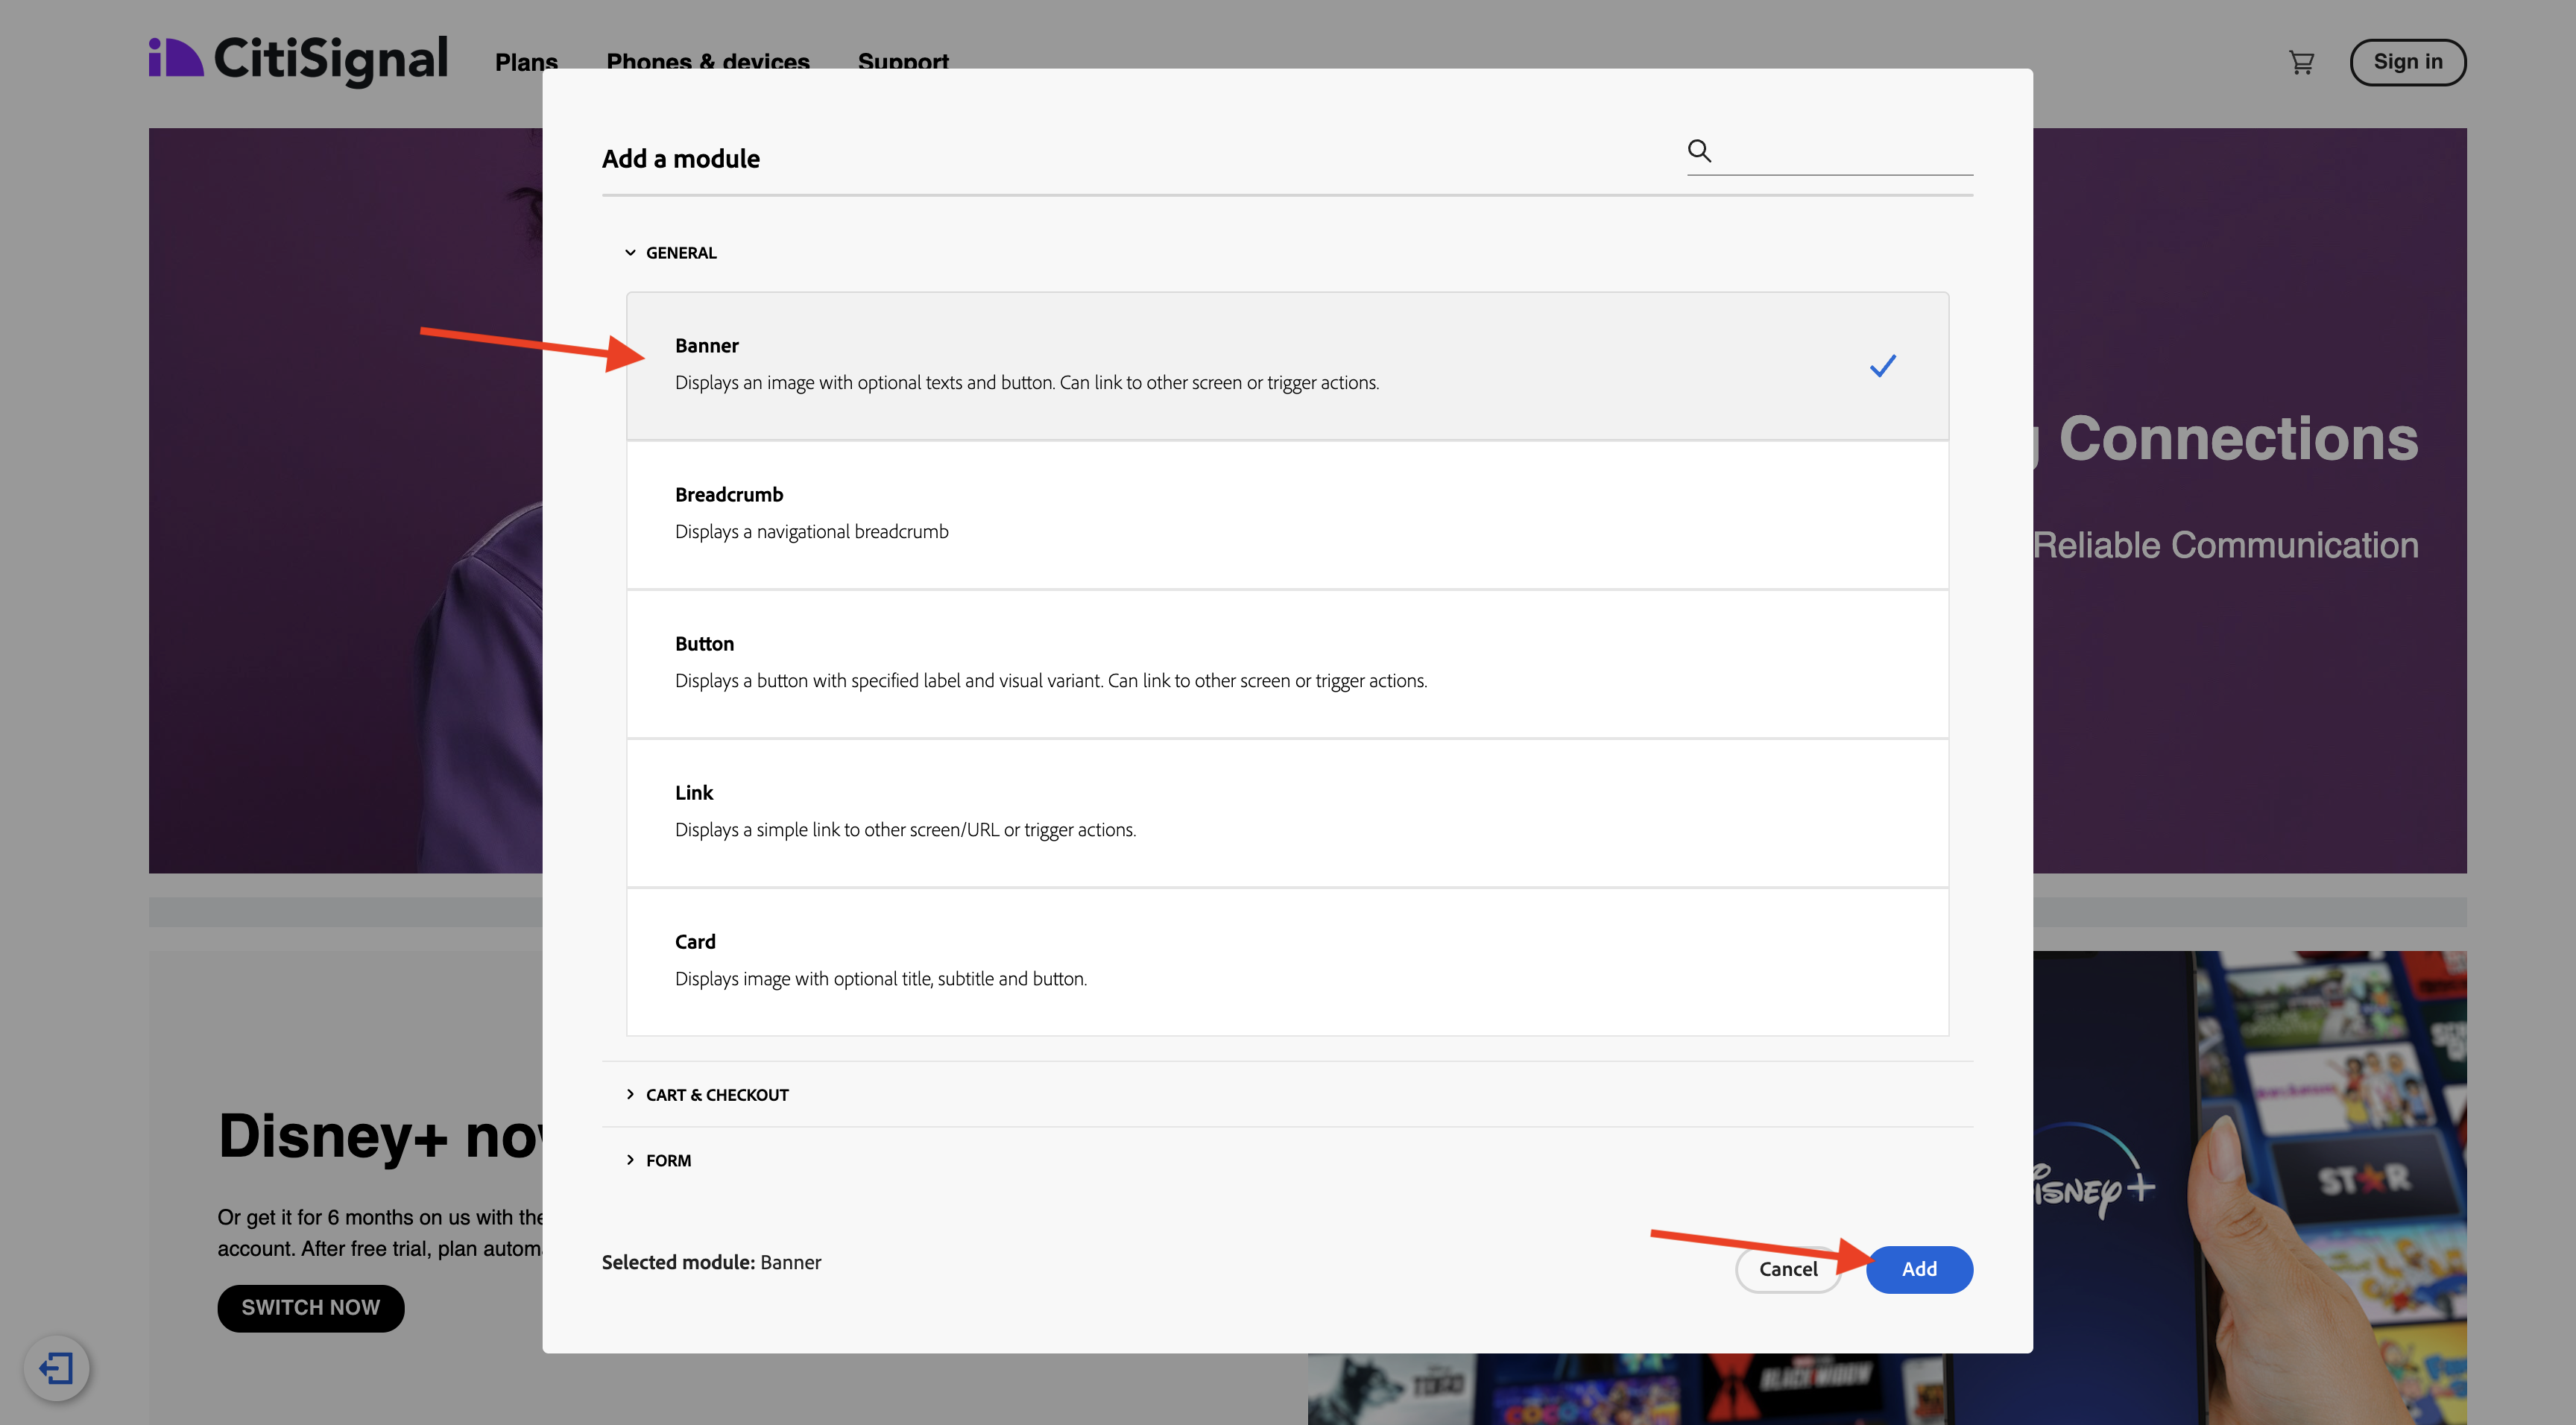 CitiSignal
Plans
Phones & devices
Support
Sign in
Add a module
GENERAL
Banner
Displays an image with optional texts and button. Can link to other screen or trigger actions.
Breadcrumb
Displays a navigational breadcrumb
Button
Displays a button with specified label and visual variant. Can link to other screen or trigger actions.
Link
Displays a simple link to other screen/URL or trigger actions.
Card
Displays image with optional title, subtitle and button.
CART & CHECKOUT
FORM
Selected module: Banner
Cancel
Add
Connections
Reliable Communication
Disney+
Or get it for 6 months on us with
account. After free trial, plan
SWITCH NOW
STAR
COCO
BLACK WIDOW